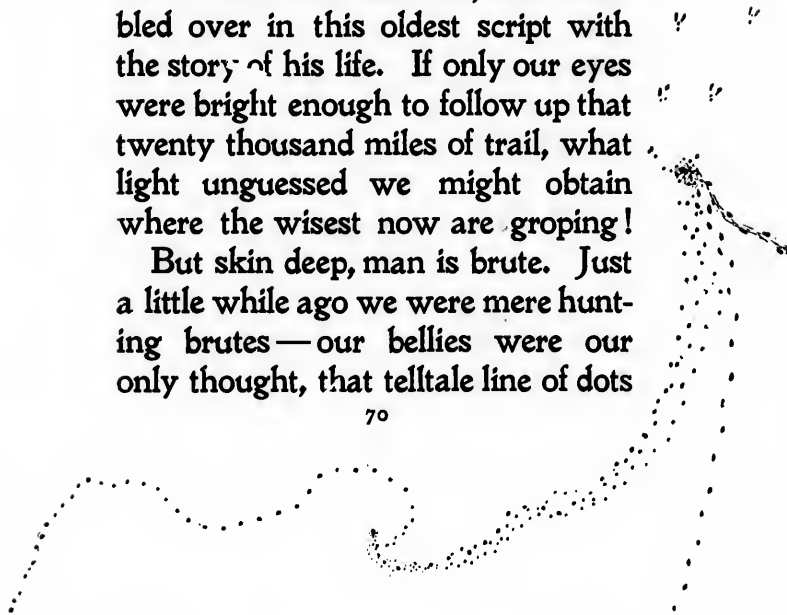 bled over in this oldest script with
the story of his life. If only our eyes
were bright enough to follow up that
twenty thousand miles of trail, what
light unguessed we might obtain
where the wisest now are groping!
But skin deep, man is brute. Just
a little while ago we were mere hunt-
ing brutes—our bellies were our
only thought, that telltale line of dots
70